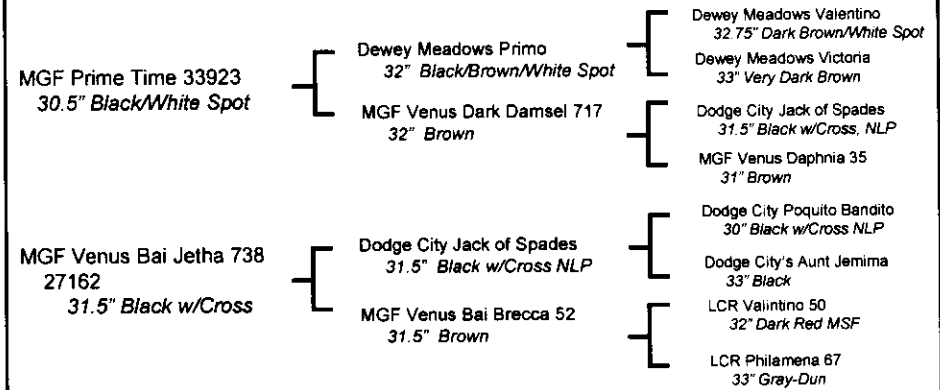 MGF Prime Time 33923
30.5" Black/White Spot
Dewey Meadows Primo
32" Black/Brown/White Spot
Dewey Meadows Valentino
32.75" Dark Brown/White Spot
Dewey Meadows Victoria
33" Very Dark Brown
MGF Venus Dark Damsel 717
32" Brown
Dodge City Jack of Spades
31.5" Black w/Cross, NLP
MGF Venus Daphnia 35
31" Brown
MGF Venus Bai Jetha 738
27162
31.5" Black w/Cross
Dodge City Jack of Spades
31.5" Black w/Cross NLP
Dodge City Poquito Bandito
30" Black w/Cross NLP
Dodge City's Aunt Jemima
33" Black
MGF Venus Bai Brecca 52
31.5" Brown
LCR Valintino 50
32" Dark Red MSF
LCR Philamena 67
33" Gray-Dun